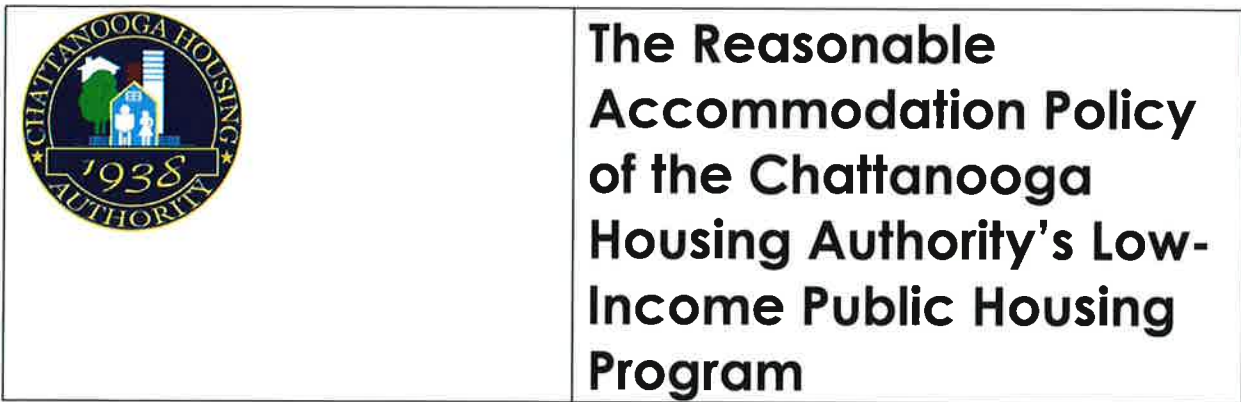 CHATTANOOGA HOUSING
1938
AUTHORITY
The Reasonable
Accommodation Policy
of the Chattanooga
Housing Authority's Low-
Income Public Housing
Program